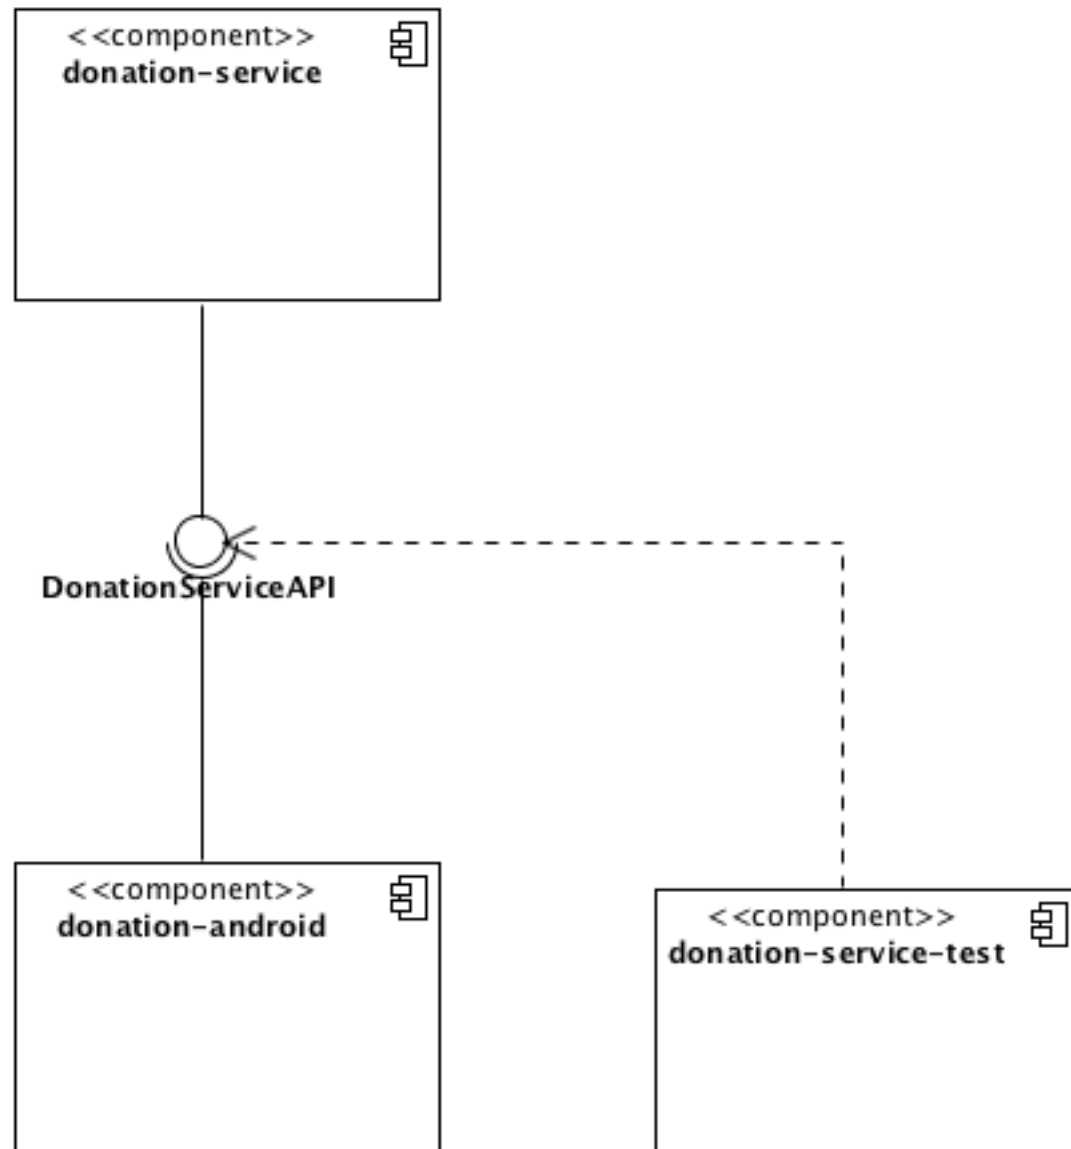 <<component>>
donation-service
DonationServiceAPI
<<component>>
donation-android
<<component>>
donation-service-test